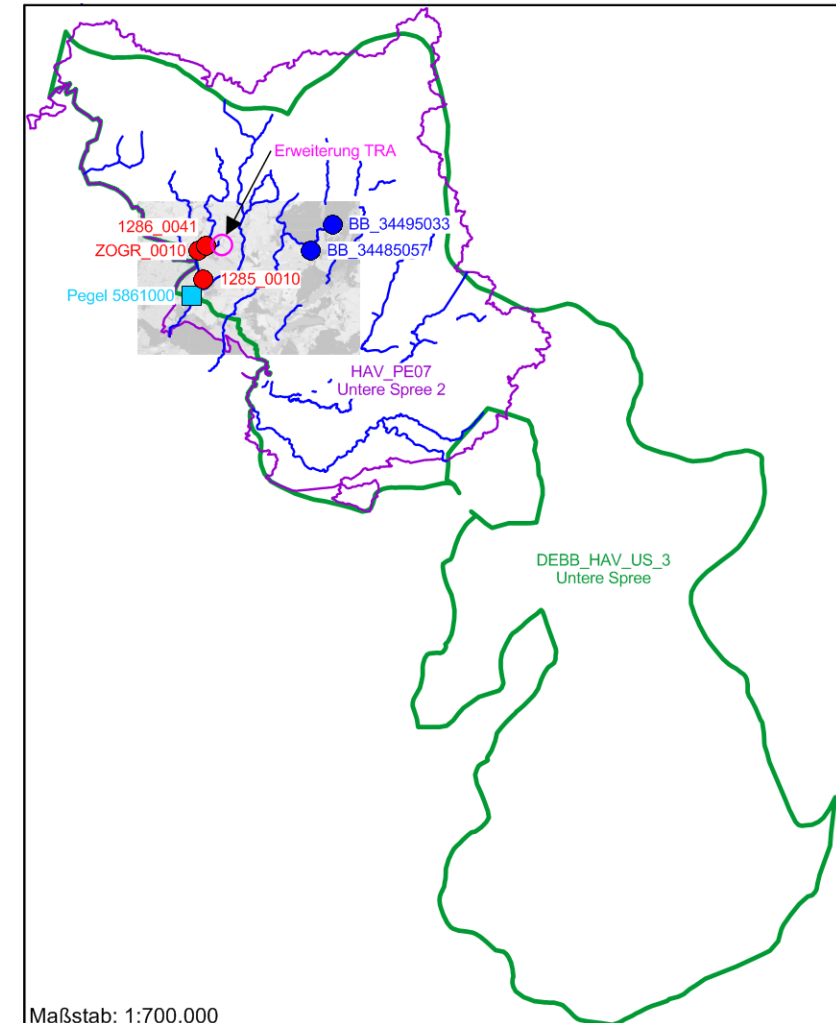 Erweiterung TRA
1286_0041
BB_34495033
ZOGR_0010
BB_34485057
1285_0010
Pegel 5861000
HAV_PE07
Untere Spree 2
DEBB_HAV_US_3
Untere Spree
Maßstab: 1:700.000